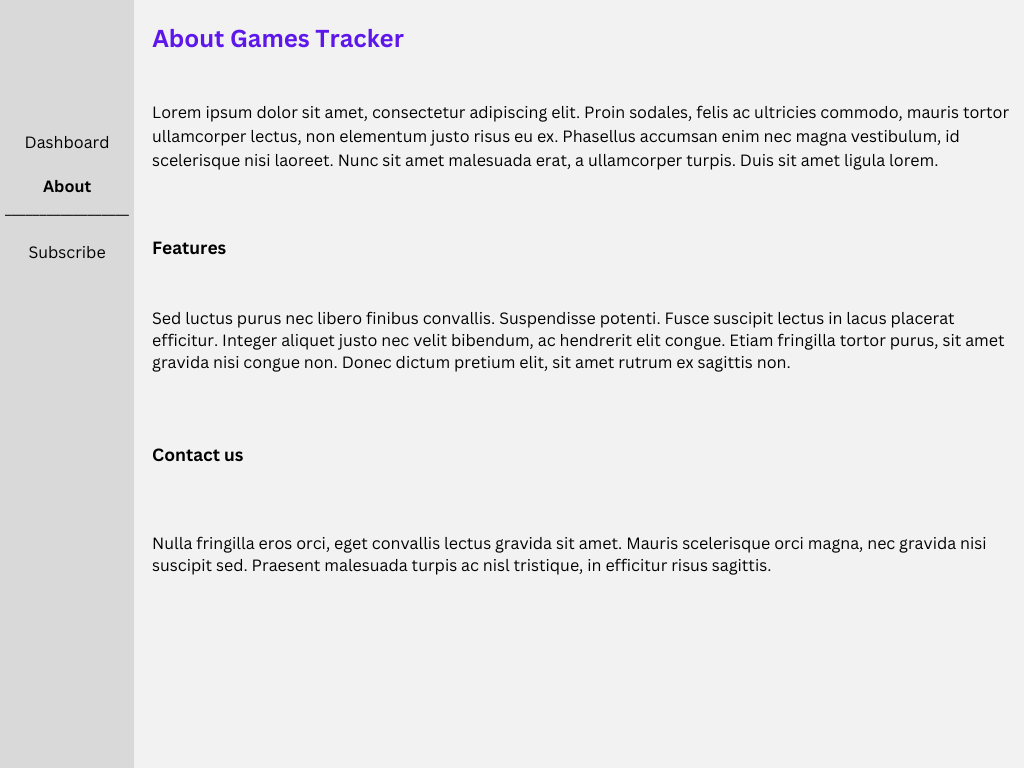 Dashboard
About
Subscribe
About Games Tracker
Lorem ipsum dolor sit amet, consectetur adipiscing elit. Proin sodales, felis ac ultricies commodo, mauris tortor
ullamcorper lectus, non elementum justo risus eu ex. Phasellus accumsan enim nec magna vestibulum, id
scelerisque nisi laoreet. Nunc sit amet malesuada erat, a ullamcorper turpis. Duis sit amet ligula lorem.
Features
Sed luctus purus nec libero finibus convallis. Suspendisse potenti. Fusce suscipit lectus in lacus placerat
efficitur. Integer aliquet justo nec velit bibendum, ac hendrerit elit congue. Etiam fringilla tortor purus, sit amet
gravida nisi congue non. Donec dictum pretium elit, sit amet rutrum ex sagittis non.
Contact us
Nulla fringilla eros orci, eget convallis lectus gravida sit amet. Mauris scelerisque orci magna, nec gravida nisi
suscipit sed. Praesent malesuada turpis ac nisl tristique, in efficitur risus sagittis.